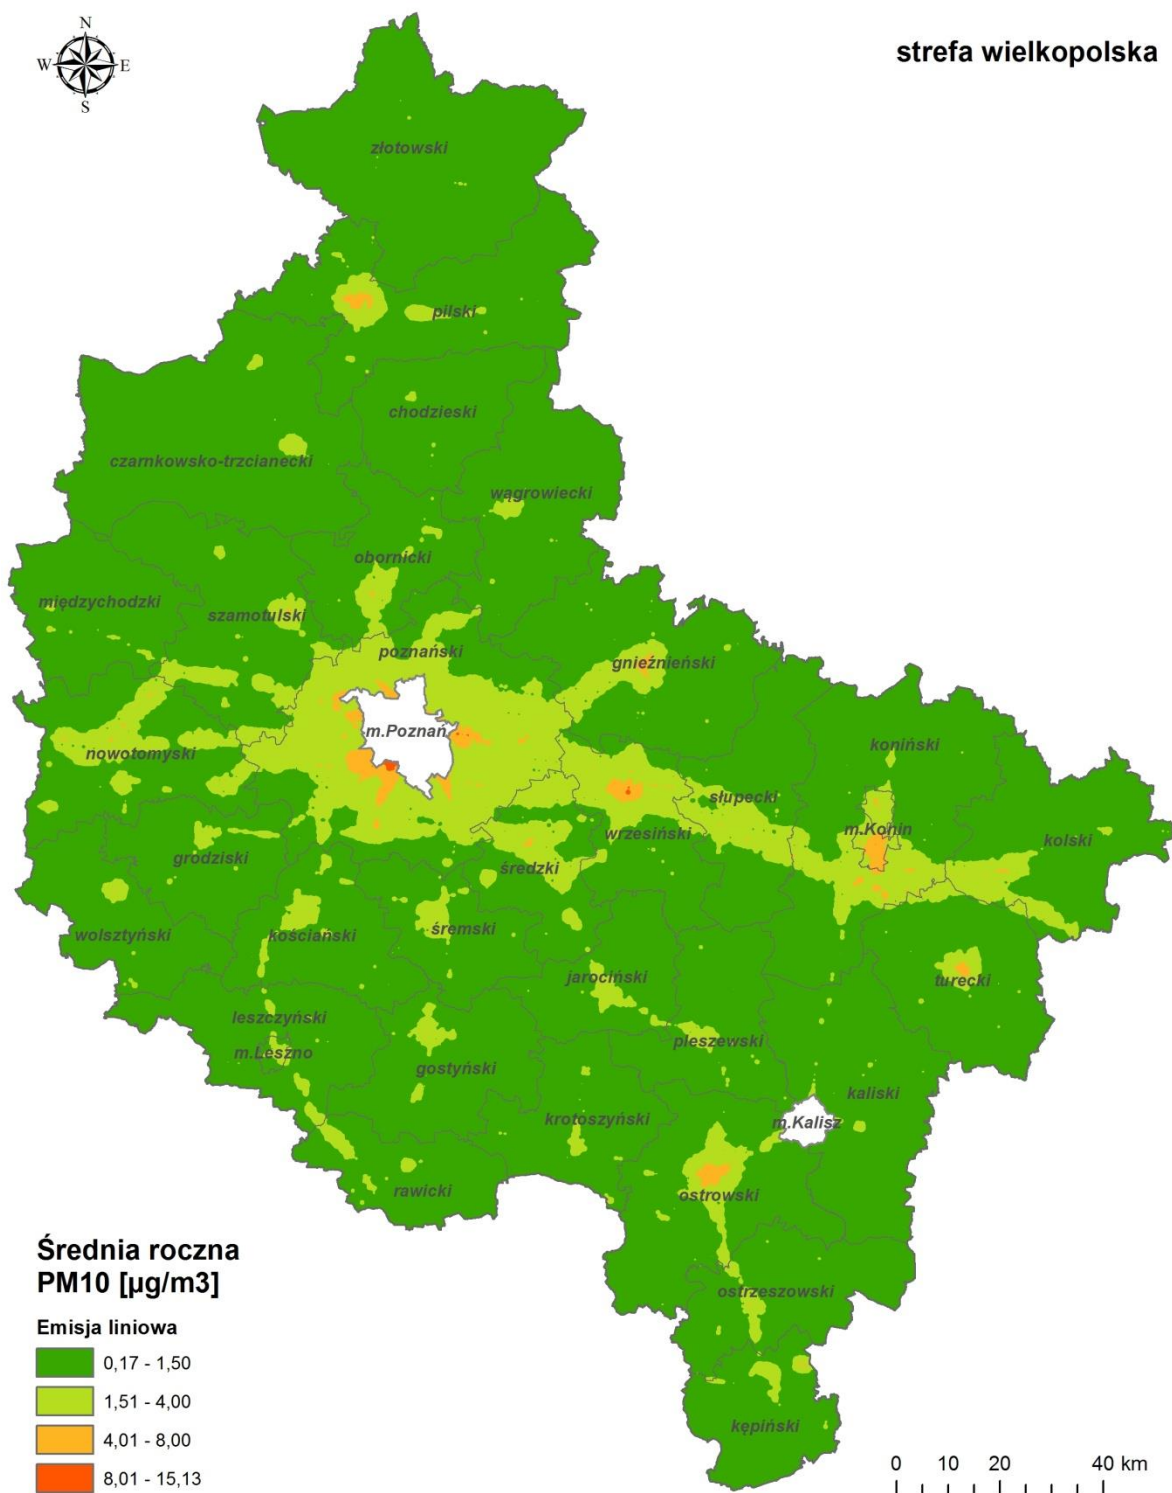 N
W E
S
strefa wielkopolska
złotowski
pilski
chodzieski
czarnkowsko-trzcianecki
wągrowiecki
obornicki
międzychodzki
szamotulski
poznański
gnieźnieński
m.Poznań
nowotomyski
koniński
słupecki
wrzesiński
m.Konin
kolski
grodziski
średzki
wolsztyński
kościański
śremski
jarociński
turecki
leszczyński
m.Leszno
pleszewski
gostyński
kaliski
krotoszyński
m.Kalisz
rawicki
ostrowski
ostrzeszowski
kępiński
Średnia roczna
PM10 [µg/m3]
Emisja liniowa
0,17 - 1,50
1,51 - 4,00
4,01 - 8,00
8,01 - 15,13
0 10 20 40 km